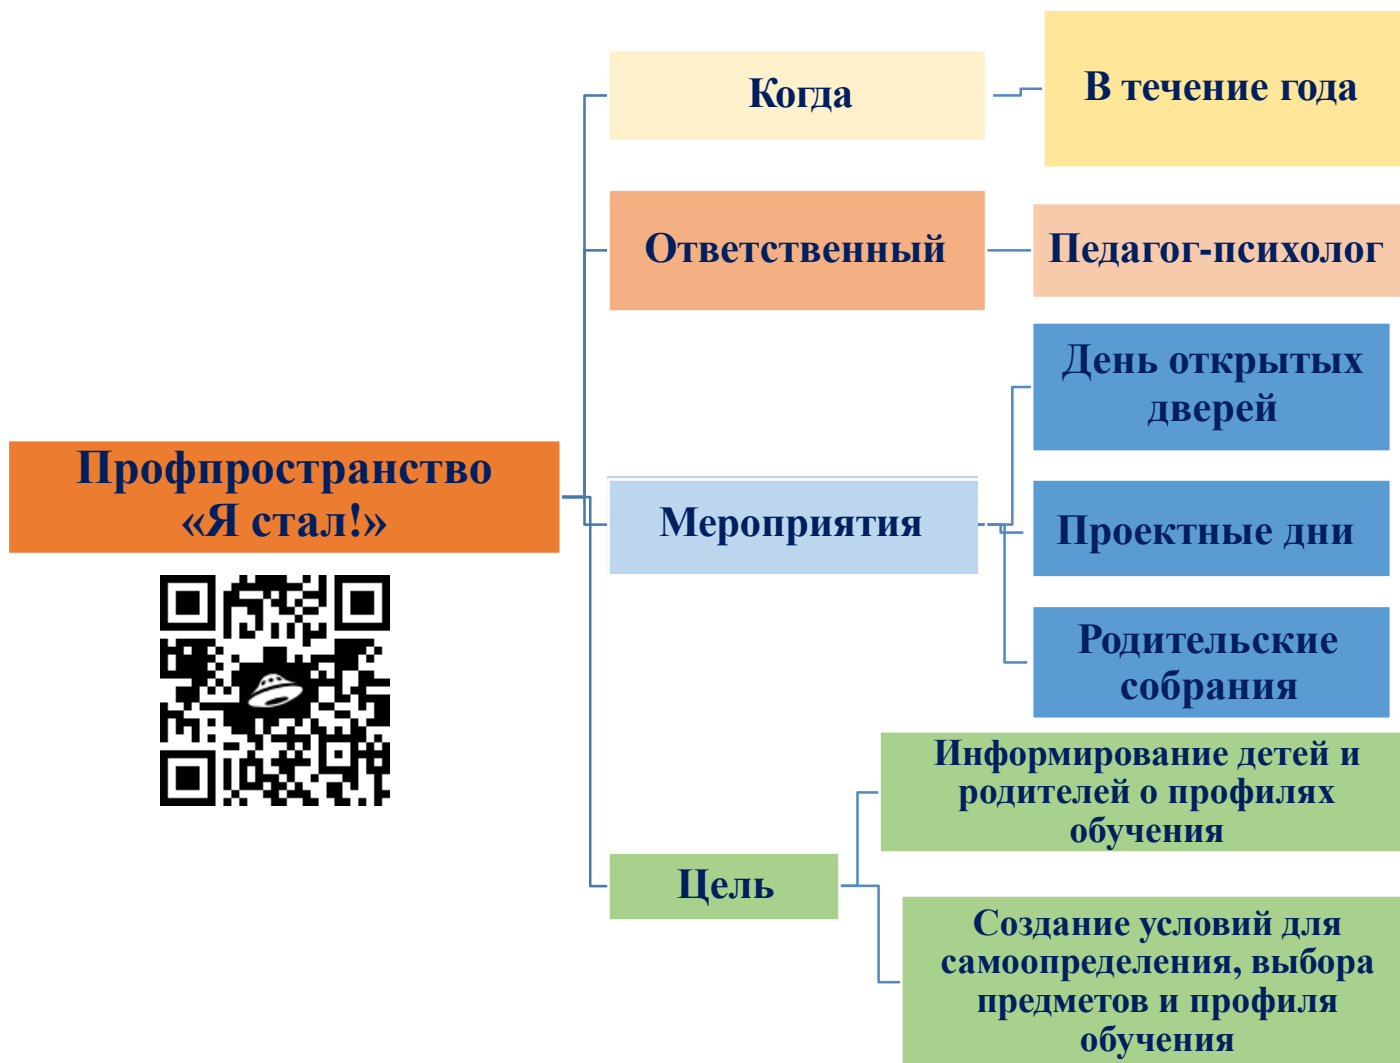 Когда
В течение года
Ответственный
Педагог-психолог
Профпространство
«Я стал!»
Мероприятия
День открытых
дверей
Проектные дни
Родительские
собрания
Цель
Информирование детей и
родителей о профилях
обучения
Создание условий для
самоопределения, выбора
предметов и профиля
обучения